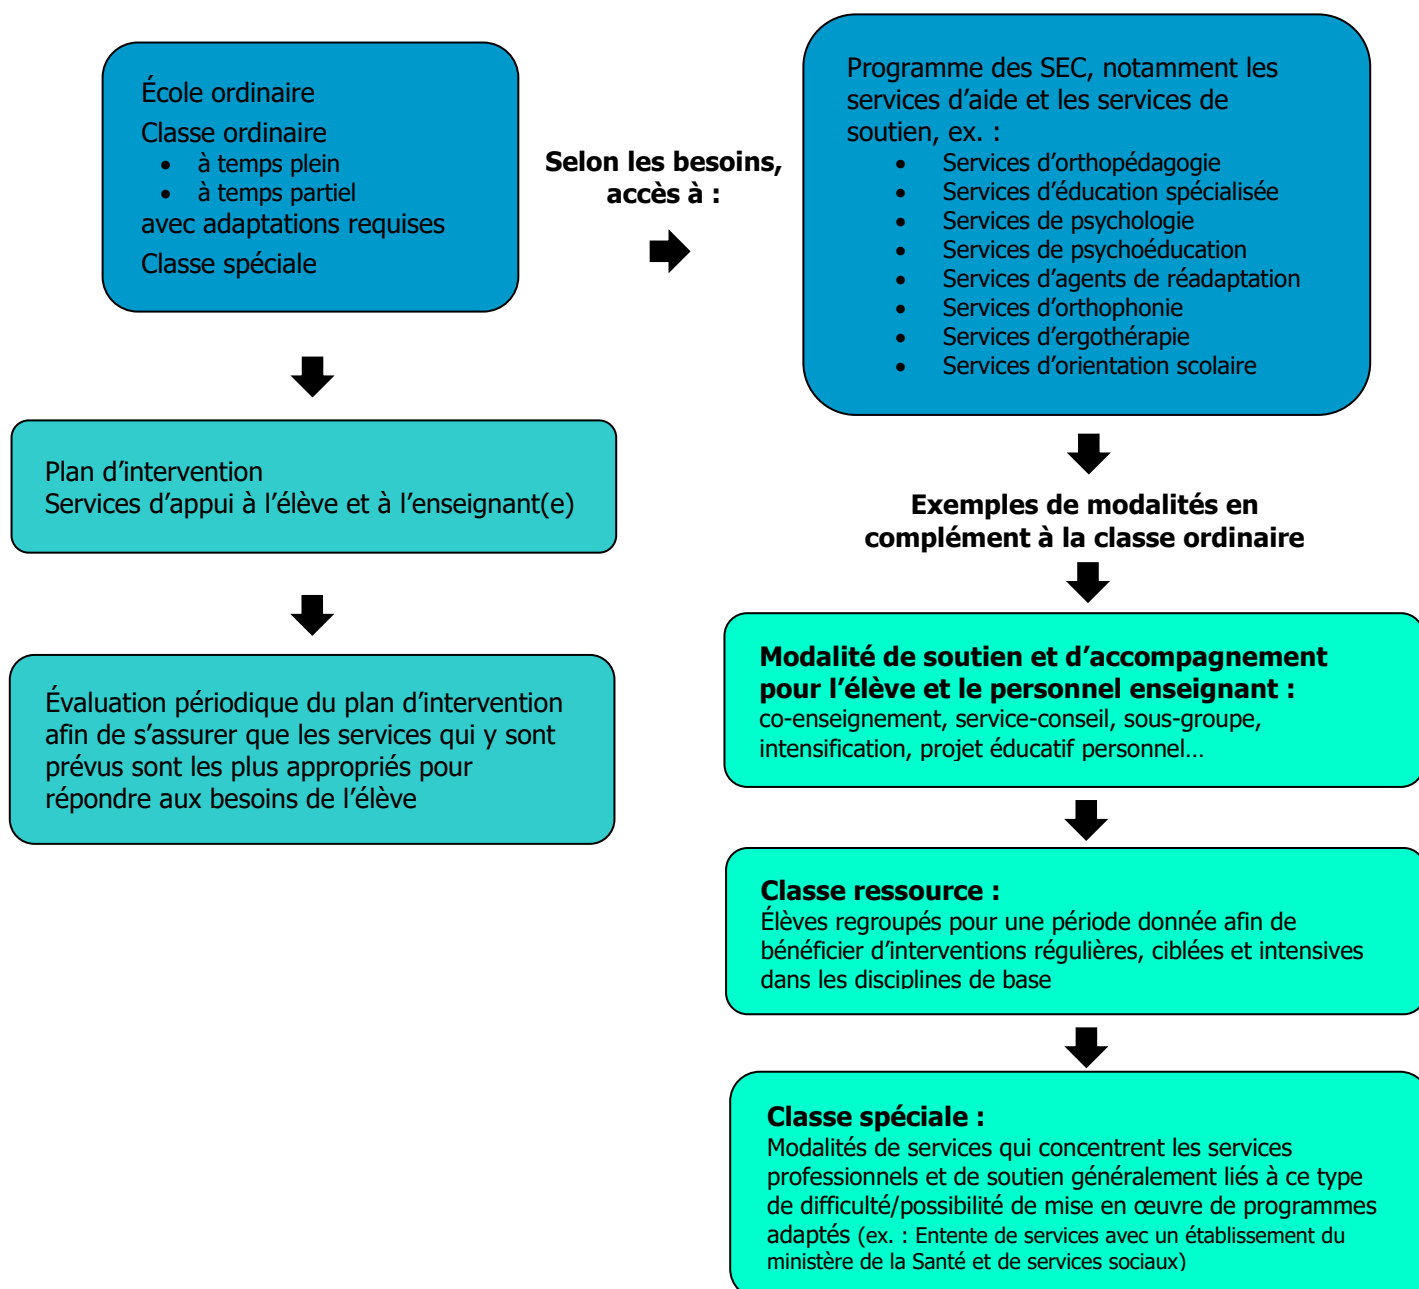 École ordinaire
Classe ordinaire
• à temps plein
• à temps partiel
avec adaptations requises
Classe spéciale
Selon les besoins,
accès à :
Programme des SEC, notamment les
services d’aide et les services de
soutien, ex. :
• Services d’orthopédagogie
• Services d’éducation spécialisée
• Services de psychologie
• Services de psychoéducation
• Services d’agents de réadaptation
• Services d’orthophonie
• Services d’ergothérapie
• Services d’orientation scolaire
Plan d’intervention
Services d’appui à l’élève et à l’enseignant(e)
Évaluation périodique du plan d’intervention
afin de s’assurer que les services qui y sont
prévus sont les plus appropriés pour
répondre aux besoins de l’élève
Exemples de modalités en
complément à la classe ordinaire
Modalité de soutien et d’accompagnement
pour l’élève et le personnel enseignant :
co-enseignement, service-conseil, sous-groupe,
intensification, projet éducatif personnel…
Classe ressource :
Élèves regroupés pour une période donnée afin de
bénéficier d’interventions régulières, ciblées et intensives
dans les disciplines de base
Classe spéciale :
Modalités de services qui concentrent les services
professionnels et de soutien généralement liés à ce type
de difficulté/possibilité de mise en œuvre de programmes
adaptés (ex. : Entente de services avec un établissement du
ministère de la Santé et de services sociaux)